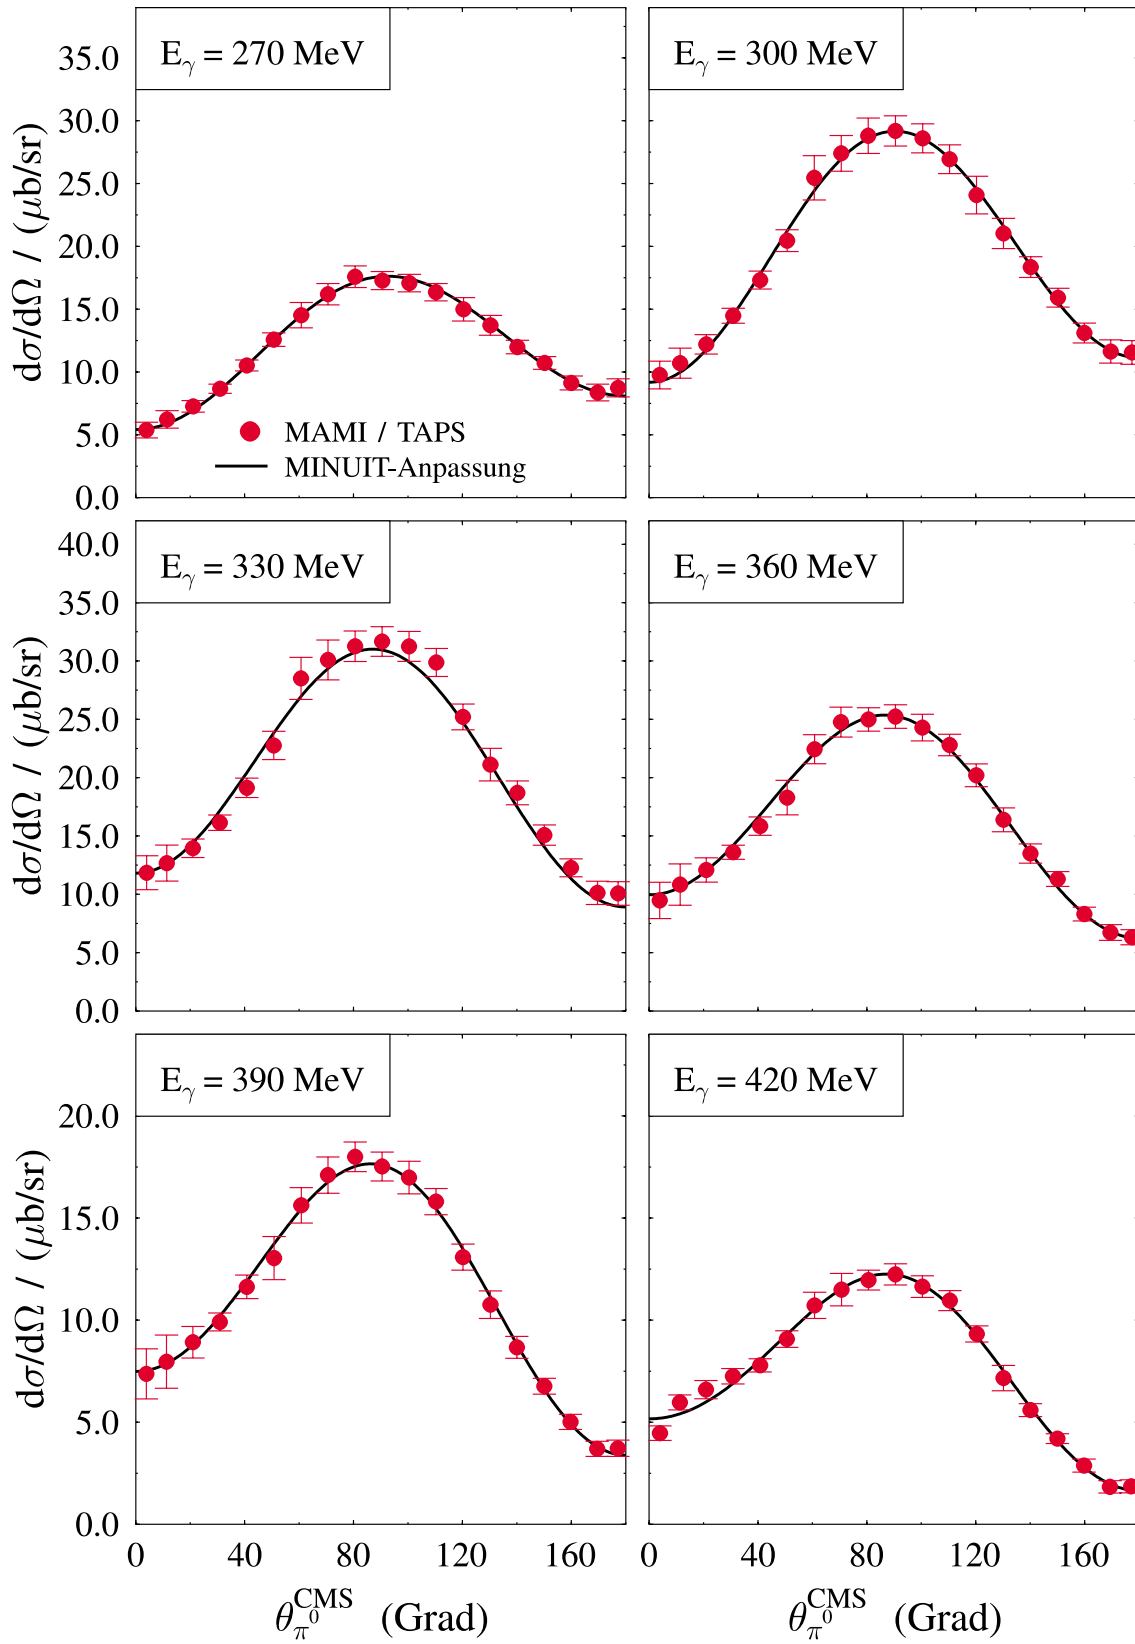 E_γ = 270 MeV
E_γ = 300 MeV
35.0
30.0
25.0
20.0
15.0
10.0
5.0
0.0
dσ/dΩ / (μb/sr)
MAMI / TAPS
MINUIT-Anpassung
E_γ = 330 MeV
E_γ = 360 MeV
40.0
35.0
30.0
25.0
20.0
15.0
10.0
5.0
0.0
dσ/dΩ / (μb/sr)
E_γ = 390 MeV
E_γ = 420 MeV
20.0
15.0
10.0
5.0
0.0
dσ/dΩ / (μb/sr)
0 40 80 120 160
0 40 80 120 160
θ_{π^0}^{CMS} (Grad)
θ_{π^0}^{CMS} (Grad)